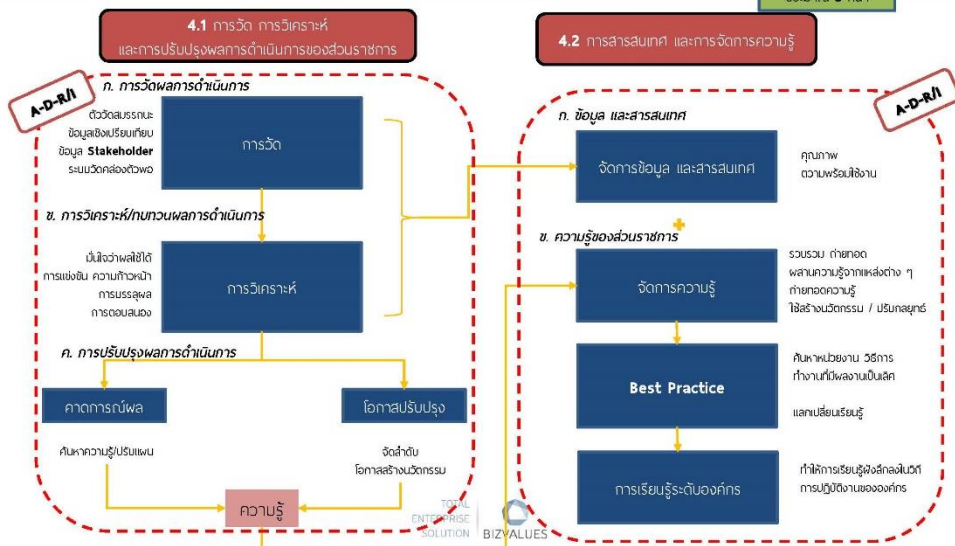 4.1 การวัด การวิเคราะห์
และการปรับปรุงผลการดำเนินการของส่วนราชการ
A-D-R/I
ก. การวัดผลการดำเนินการ
ตัววัดสมรรถนะ
ข้อมูลเชิงเปรียบเทียบ
ข้อมูล Stakeholder
ระบบวัดคล่องตัวพอ
การวัด
ข. การวิเคราะห์/ทบทวนผลการดำเนินการ
มั่นใจว่าผลใช้ได้
การแข่งขัน ความก้าวหน้า
การบรรลุผล
การตอบสนอง
การวิเคราะห์
ค. การปรับปรุงผลการดำเนินการ
คาดการณ์ผล
โอกาสปรับปรุง
ค้นหาความรู้/ปรับแผน
จัดลำดับ
โอกาสสร้างนวัตกรรม
ความรู้
4.2 การสารสนเทศ และการจัดการความรู้
A-D-R/I
ก. ข้อมูล และสารสนเทศ
จัดการข้อมูล และสารสนเทศ
คุณภาพ
ความพร้อมใช้งาน
+
ข. ความรู้ของส่วนราชการ
จัดการความรู้
รวบรวม ถ่ายทอด
ผสานความรู้จากแหล่งต่าง ๆ
ถ่ายทอดความรู้
ใช้สร้างนวัตกรรม / ปรับกลยุทธ์
Best Practice
ค้นหาหน่วยงาน วิธีการ
ทำงานที่มีผลงานเป็นเลิศ
แลกเปลี่ยนเรียนรู้
การเรียนรู้ระดับองค์กร
ทำให้การเรียนรู้ฝังลึกลงในวิถี
การปฏิบัติงานขององค์กร
TOTAL
ENTERPRISE
SOLUTION
BIZVALUES